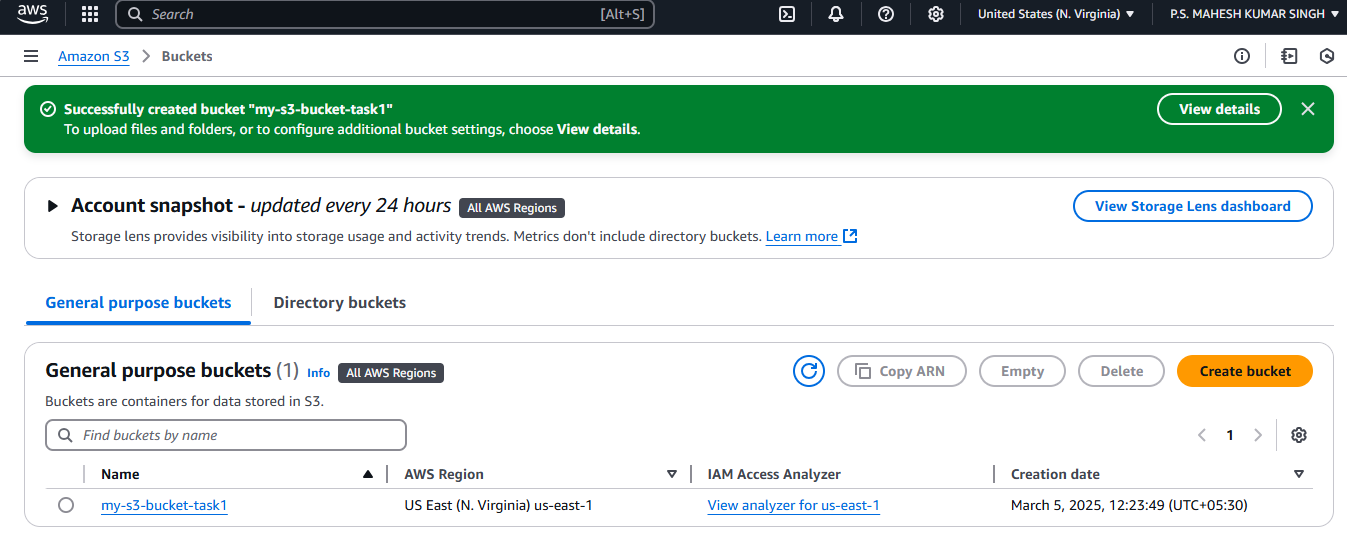 aws Search [Alt+S] United States (N. Virginia) P.S. MAHESH KUMAR SINGH
Amazon S3 Buckets
Successfully created bucket "my-s3-bucket-task1" View details
To upload files and folders, or to configure additional bucket settings, choose View details.
Account snapshot - updated every 24 hours All AWS Regions View Storage Lens dashboard
Storage lens provides visibility into storage usage and activity trends. Metrics don't include directory buckets. Learn more
General purpose buckets Directory buckets
General purpose buckets (1) Info All AWS Regions Copy ARN Empty Delete Create bucket
Buckets are containers for data stored in S3.
Find buckets by name 1
Name AWS Region IAM Access Analyzer Creation date
my-s3-bucket-task1 US East (N. Virginia) us-east-1 View analyzer for us-east-1 March 5, 2025, 12:23:49 (UTC+05:30)